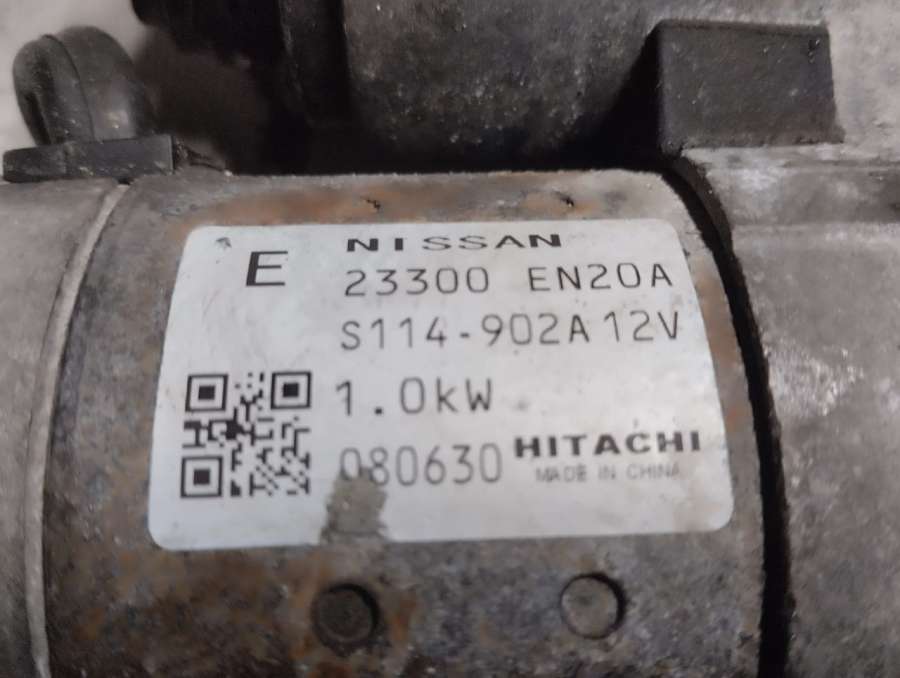 E NISSAN
23300 EN20A
S114-902A 12V
1.0kW
080630 HITACHI
MADE IN CHINA